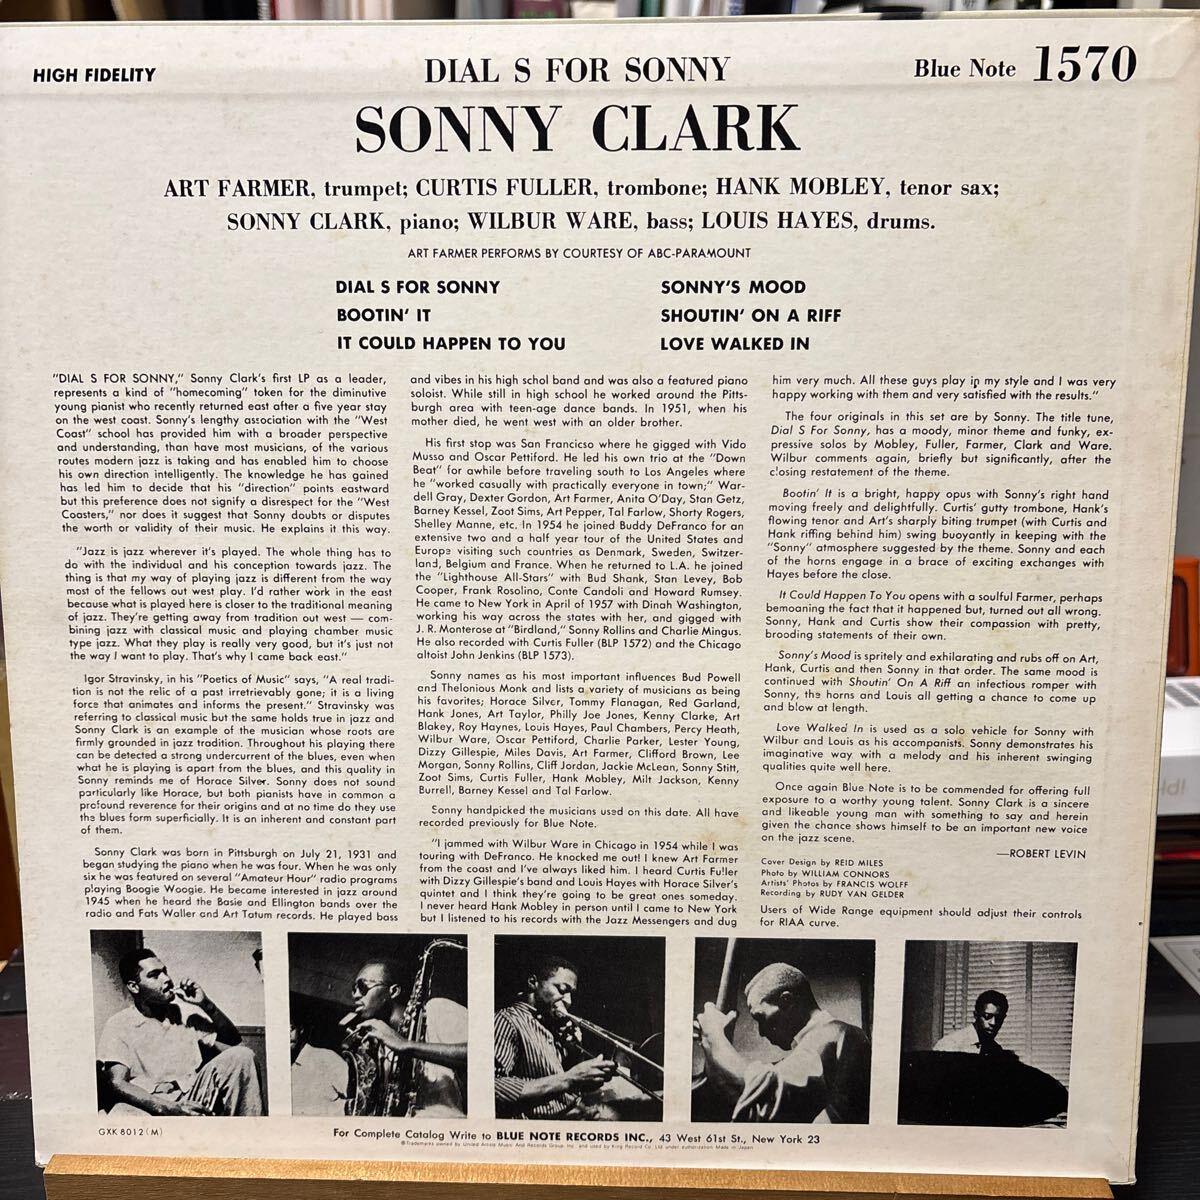 HIGH FIDELITY
DIAL S FOR SONNY
Blue Note 1570
SONNY CLARK
ART FARMER, trumpet; CURTIS FULLER, trombone; HANK MOBLEY, tenor sax;
SONNY CLARK, piano; WILBUR WARE, bass; LOUIS HAYES, drums.
ART FARMER PERFORMS BY COURTESY OF ABC-PARAMOUNT
DIAL S FOR SONNY
BOOTIN' IT
IT COULD HAPPEN TO YOU
SONNY'S MOOD
SHOUTIN' ON A RIFF
LOVE WALKED IN
"DIAL S FOR SONNY," Sonny Clark's first LP as a leader,
represents a kind of "homecoming" token for the diminutive
young pianist who recently returned east after a five year stay
on the west coast. Sonny's lengthy association with the "West
Coast" school has provided him with a broader perspective
and understanding, than have most musicians, of the various
routes modern jazz is taking and has enabled him to choose
his own direction intelligently. The knowledge he has gained
has led him to decide that his "direction" points eastward
but this preference does not signify a disrespect for the "West
Coasters," nor does it suggest that Sonny doubts or disputes
the worth or validity of their music. He explains it this way.
"Jazz is jazz wherever it's played. The whole thing has to
do with the individual and his conception towards jazz. The
thing is that my way of playing jazz is different from the way
most of the fellows out west play. I'd rather work in the east
because what is played here is closer to the traditional meaning
of jazz. They're getting away from tradition out west — com-
bining jazz with classical music and playing chamber music
type jazz. What they play is really very good, but it's just not
the way I want to play. That's why I came back east."
Igor Stravinsky, in his "Poetics of Music" says, "A real tradi-
tion is not the relic of a past irretrievably gone; it is a living
force that animates and informs the present." Stravinsky was
referring to classical music but the same holds true in jazz and
Sonny Clark is an example of the musician whose roots are
firmly grounded in jazz tradition. Throughout his playing there
can be detected a strong undercurrent of the blues, even when
what he is playing is apart from the blues, and this quality in
Sonny reminds me of Horace Silver. Sonny does not sound
particularly like Horace, but both pianists have in common a
profound reverence for their origins and at no time do they use
the blues form superficially. It is an inherent and constant part
of them.
Sonny Clark was born in Pittsburgh on July 21, 1931 and
began studying the piano when he was four. When he was only
six he was featured on several "Amateur Hour" radio programs
playing Boogie Woogie. He became interested in jazz around
1945 when he heard the Basie and Ellington bands over the
radio and Fats Waller and Art Tatum records. He played bass
and vibes in his high schol band and was also a featured piano
soloist. While still in high school he worked around the Pitts-
burgh area with teen-age dance bands. In 1951, when his
mother died, he went west with an older brother.
His first stop was San Francicso where he gigged with Vido
Musso and Oscar Pettiford. He led his own trio at the "Down
Beat" for awhile before traveling south to Los Angeles where
he "worked casually with practically everyone in town;" War-
dell Gray, Dexter Gordon, Art Farmer, Anita O'Day, Stan Getz,
Barney Kessel, Zoot Sims, Art Pepper, Tal Farlow, Shorty Rogers,
Shelley Manne, etc. In 1954 he joined Buddy DeFranco for an
extensive two and a half year tour of the United States and
Europe visiting such countries as Denmark, Sweden, Switzer-
land, Belgium and France. When he returned to L.A. he joined
the "Lighthouse All-Stars" with Bud Shank, Stan Levey, Bob
Cooper, Frank Rosolino, Conte Candoli and Howard Rumsey.
He came to New York in April of 1957 with Dinah Washington,
working his way across the states with her, and gigged with
J. R. Monterose at "Birdland," Sonny Rollins and Charlie Mingus.
He also recorded with Curtis Fuller (BLP 1572) and the Chicago
altoist John Jenkins (BLP 1573).
Sonny names as his most important influences Bud Powell
and Thelonious Monk and lists a variety of musicians as being
his favorites; Horace Silver, Tommy Flanagan, Red Garland,
Hank Jones, Art Taylor, Philly Joe Jones, Kenny Clarke, Art
Blakey, Roy Haynes, Louis Hayes, Paul Chambers, Percy Heath,
Wilbur Ware, Oscar Pettiford, Charlie Parker, Lester Young,
Dizzy Gillespie, Miles Davis, Art Farmer, Clifford Brown, Lee
Morgan, Sonny Rollins, Cliff Jordan, Jackie McLean, Sonny Stitt,
Zoot Sims, Curtis Fuller, Hank Mobley, Milt Jackson, Kenny
Burrell, Barney Kessel and Tal Farlow.
Sonny handpicked the musicians used on this date. All have
recorded previously for Blue Note.
"I jammed with Wilbur Ware in Chicago in 1954 while I was
touring with DeFranco. He knocked me out! I knew Art Farmer
from the coast and I've always liked him. I heard Curtis Fuller
with Dizzy Gillespie's band and Louis Hayes with Horace Silver's
quintet and I think they're going to be great ones someday.
I never heard Hank Mobley in person until I came to New York
but I listened to his records with the Jazz Messengers and dug
him very much. All these guys play in my style and I was very
happy working with them and very satisfied with the results."
The four originals in this set are by Sonny. The title tune,
Dial S For Sonny, has a moody, minor theme and funky, ex-
pressive solos by Mobley, Fuller, Farmer, Clark and Ware.
Wilbur comments again, briefly but significantly, after the
closing restatement of the theme.
Bootin' It is a bright, happy opus with Sonny's right hand
moving freely and delightfully. Curtis' gutty trombone, Hank's
flowing tenor and Art's sharply biting trumpet (with Curtis and
Hank riffing behind him) swing buoyantly in keeping with the
"Sonny" atmosphere suggested by the theme. Sonny and each
of the horns engage in a brace of exciting exchanges with
Hayes before the close.
It Could Happen To You opens with a soulful Farmer, perhaps
bemoaning the fact that it happened but, turned out all wrong.
Sonny, Hank and Curtis show their compassion with pretty,
brooding statements of their own.
Sonny's Mood is spritely and exhilarating and rubs off on Art,
Hank, Curtis and then Sonny in that order. The same mood is
continued with Shoutin' On A Riff an infectious romper with
Sonny, the horns and Louis all getting a chance to come up
and blow at length.
Love Walked In is used as a solo vehicle for Sonny with
Wilbur and Louis as his accompanists. Sonny demonstrates his
imaginative way with a melody and his inherent swinging
qualities quite well here.
Once again Blue Note is to be commended for offering full
exposure to a worthy young talent. Sonny Clark is a sincere
and likeable young man with something to say and herein
given the chance shows himself to be an important new voice
on the jazz scene.
—ROBERT LEVIN
Cover Design by REID MILES
Photo by WILLIAM CONNORS
Artists' Photos by FRANCIS WOLFF
Recording by RUDY VAN GELDER
Users of Wide Range equipment should adjust their controls
for RIAA curve.
GXK 8012 (M)
For Complete Catalog Write to BLUE NOTE RECORDS INC., 43 West 61st St., New York 23
®Trademarks owned by United Artists Music And Records Group Inc. and used by King Record Co. Ltd under authorization Made in Japan